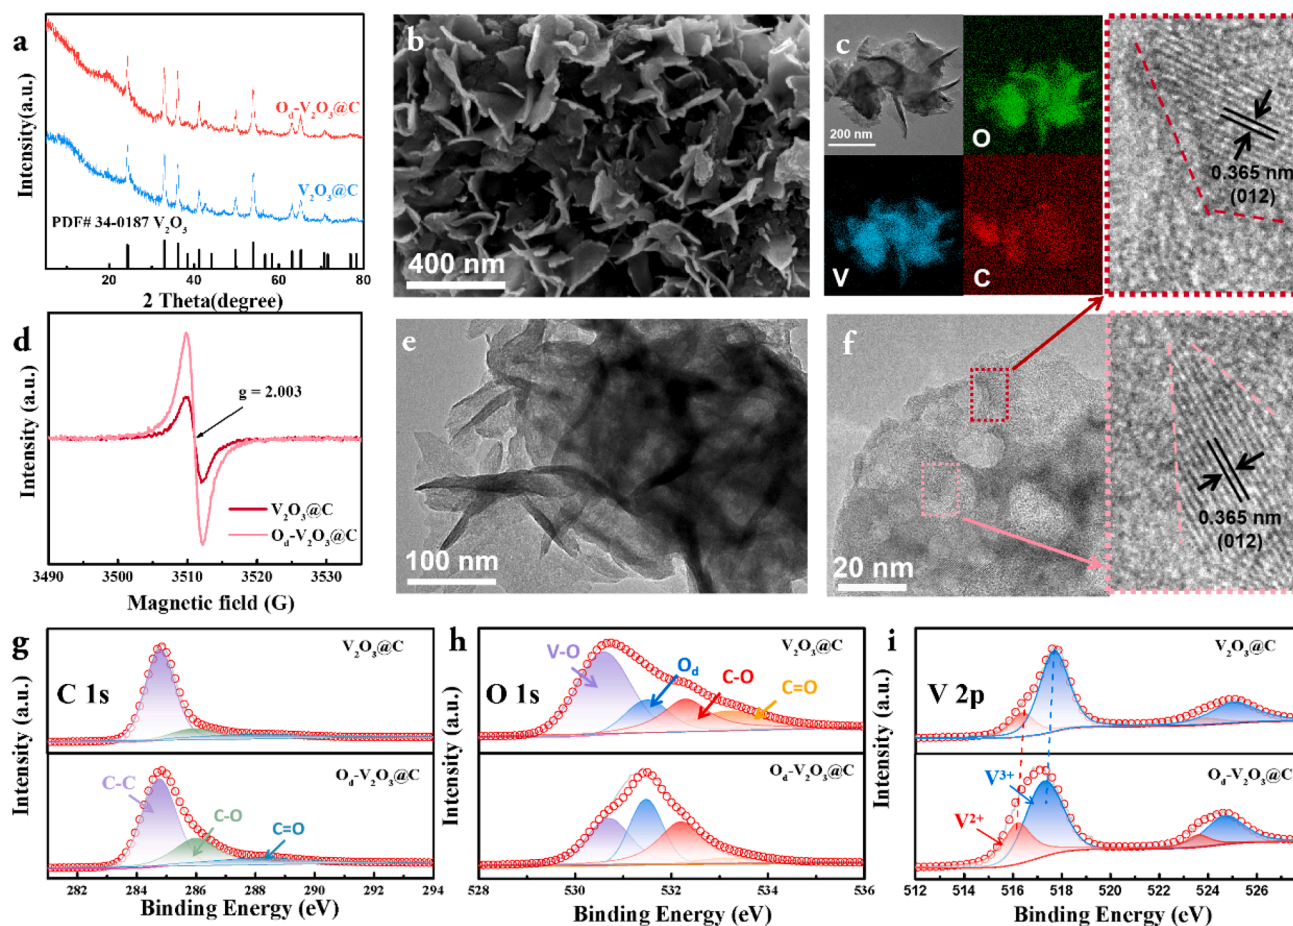 a
Intensity(a.u.)
Od-V2O3@C
V2O3@C
PDF# 34-0187 V2O3
20 40 60 80
2 Theta(degree)
b
400 nm
c
200 nm
O
V
C
0.365 nm
(012)
d
Intensity (a.u.)
g = 2.003
V2O3@C
Od-V2O3@C
3490 3500 3510 3520 3530
Magnetic field (G)
e
100 nm
f
20 nm
0.365 nm
(012)
g
C 1s
V2O3@C
Intensity (a.u.)
Od-V2O3@C
C-C
C-O
C=O
282 284 286 288 290 292 294
Binding Energy (eV)
h
O 1s
V2O3@C
V-O
Od
C-O
C=O
Intensity (a.u.)
Od-V2O3@C
528 530 532 534 536
Binding Energy (eV)
i
V 2p
V2O3@C
Intensity (a.u.)
Od-V2O3@C
V3+
V2+
512 514 516 518 520 522 524 526
Binding Energy (eV)